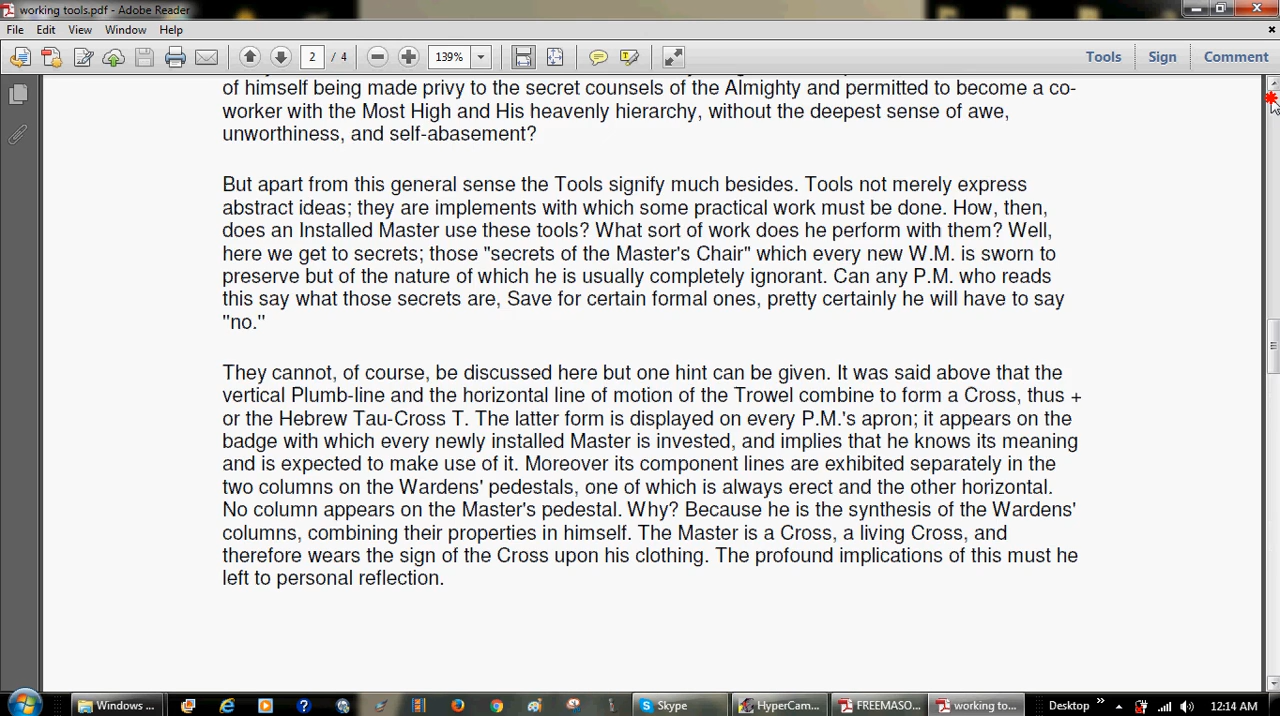 working tools.pdf - Adobe Reader
File Edit View Window Help
2 / 4 139% Tools Sign Comment
of himself being made privy to the secret counsels of the Almighty and permitted to become a co-
worker with the Most High and His heavenly hierarchy, without the deepest sense of awe,
unworthiness, and self-abasement?
But apart from this general sense the Tools signify much besides. Tools not merely express
abstract ideas; they are implements with which some practical work must be done. How, then,
does an Installed Master use these tools? What sort of work does he perform with them? Well,
here we get to secrets; those "secrets of the Master's Chair" which every new W.M. is sworn to
preserve but of the nature of which he is usually completely ignorant. Can any P.M. who reads
this say what those secrets are, Save for certain formal ones, pretty certainly he will have to say
"no."
They cannot, of course, be discussed here but one hint can be given. It was said above that the
vertical Plumb-line and the horizontal line of motion of the Trowel combine to form a Cross, thus +
or the Hebrew Tau-Cross T. The latter form is displayed on every P.M.'s apron; it appears on the
badge with which every newly installed Master is invested, and implies that he knows its meaning
and is expected to make use of it. Moreover its component lines are exhibited separately in the
two columns on the Wardens' pedestals, one of which is always erect and the other horizontal.
No column appears on the Master's pedestal. Why? Because he is the synthesis of the Wardens'
columns, combining their properties in himself. The Master is a Cross, a living Cross, and
therefore wears the sign of the Cross upon his clothing. The profound implications of this must he
left to personal reflection.
Windows ... Skype HyperCam... FREEMASO... working to... Desktop 12:14 AM